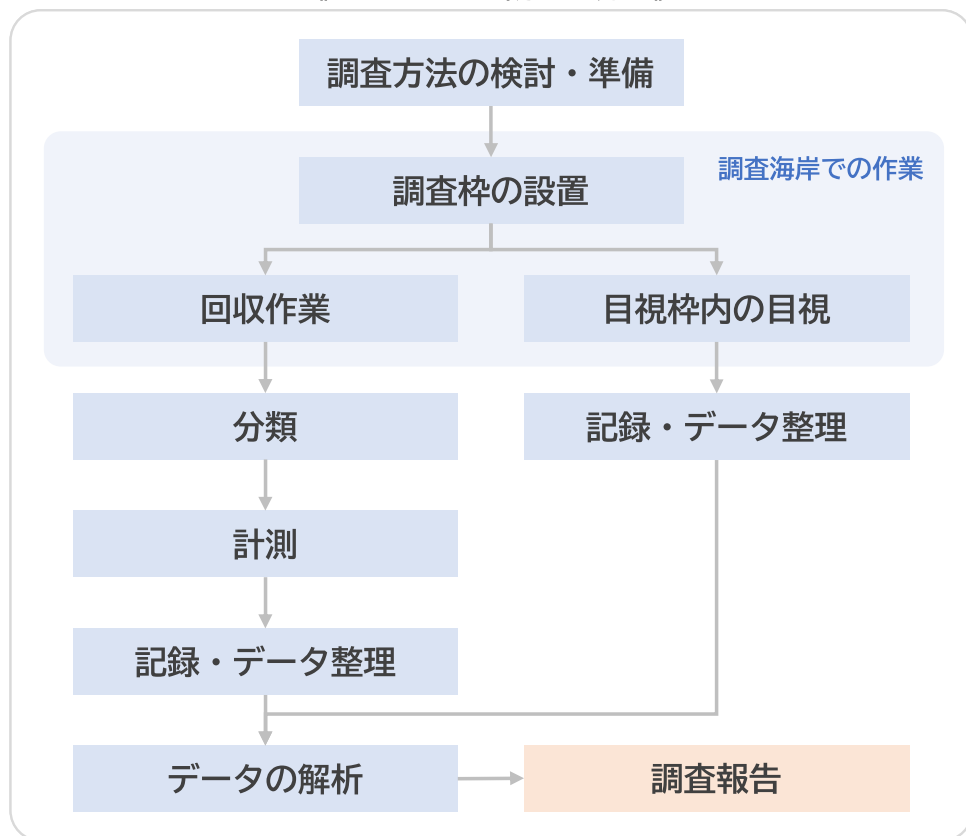 調査方法の検討・準備
調査海岸での作業
調査枠の設置
回収作業
目視枠内の目視
分類
記録・データ整理
計測
記録・データ整理
データの解析
調査報告